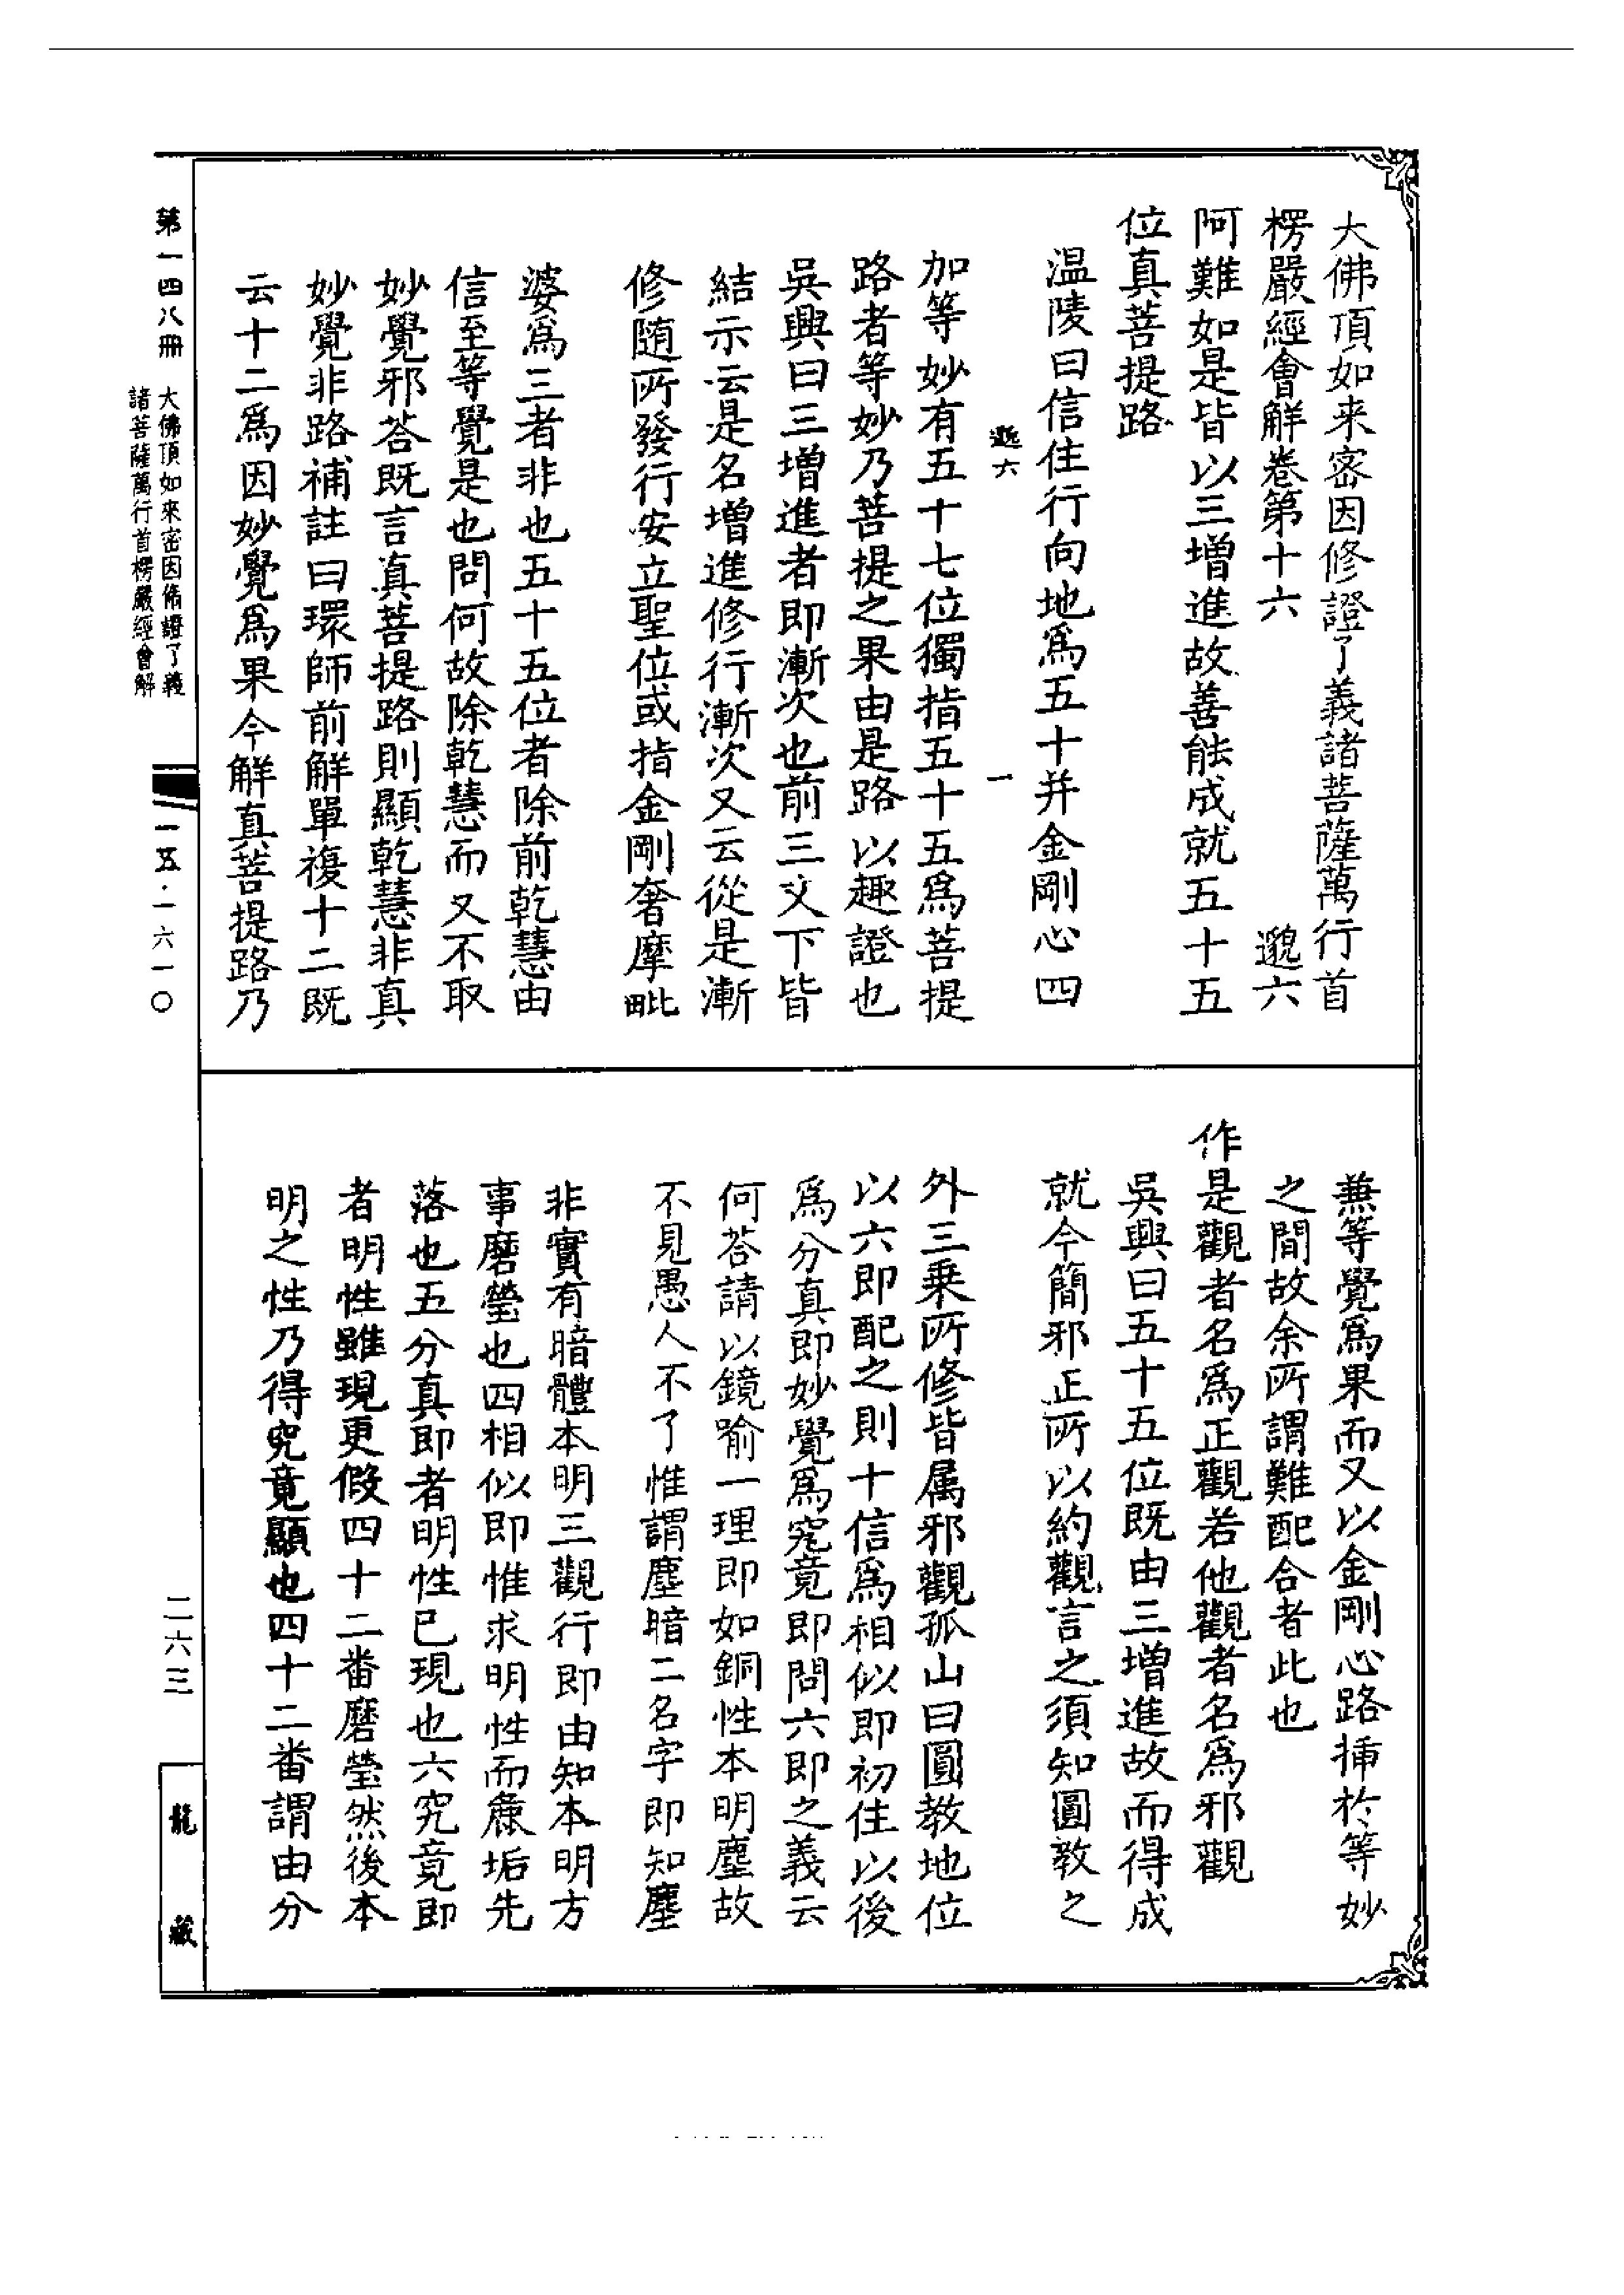 大佛頂如来密因修證了義諸菩薩萬行首
楞嚴經會解卷第十六　邈六
阿難如是皆以三增進故善能成就五十五
位真菩提路
温陵曰信住行向地為五十并金剛心四
邈六　一
加等妙有五十七位獨指五十五為菩提
路者等妙乃菩提之果由是路以趣證也
吳興曰三增進者即漸次也前三文下皆
結示云是名增進修行漸次又云從是漸
修随所發行安立聖位或指金剛奢摩毗
婆為三者非也五十五位者除前乾慧由
信至等覺是也問何故除乾慧而又不取
妙覺邪荅既言真菩提路則顯乾慧非真
妙覺非路補註曰環師前解單複十二既
云十二為因妙覺為果今解真菩提路乃
兼等覺為果而又以金剛心路揷扵等妙
之間故余所謂難配合者此也
作是觀者名為正觀若他觀者名為邪觀
吳興曰五十五位既由三增進故而得成
就今簡邪正所以約觀言之須知圓教之
外三乗所修皆属邪觀孤山曰圓教地位
以六即配之則十信為相似即初住以後
為分真即妙覺為究竟即問六即之義云
何荅請以鏡喻一理即如銅性本明塵故
不見愚人不了惟謂塵暗二名字即知塵
非實有暗體本明三觀行即由知本明方
事磨瑩也四相似即惟求明性而麁垢先
落也五分真即者明性已現也六究竟即
者明性雖現更假四十二番磨瑩然後本
明之性乃得究竟顯也四十二番謂由分
第一四八冊　大佛頂如來密因脩證了義
諸菩薩萬行首楞嚴經會解
一五·一六一〇
二六三
龍藏